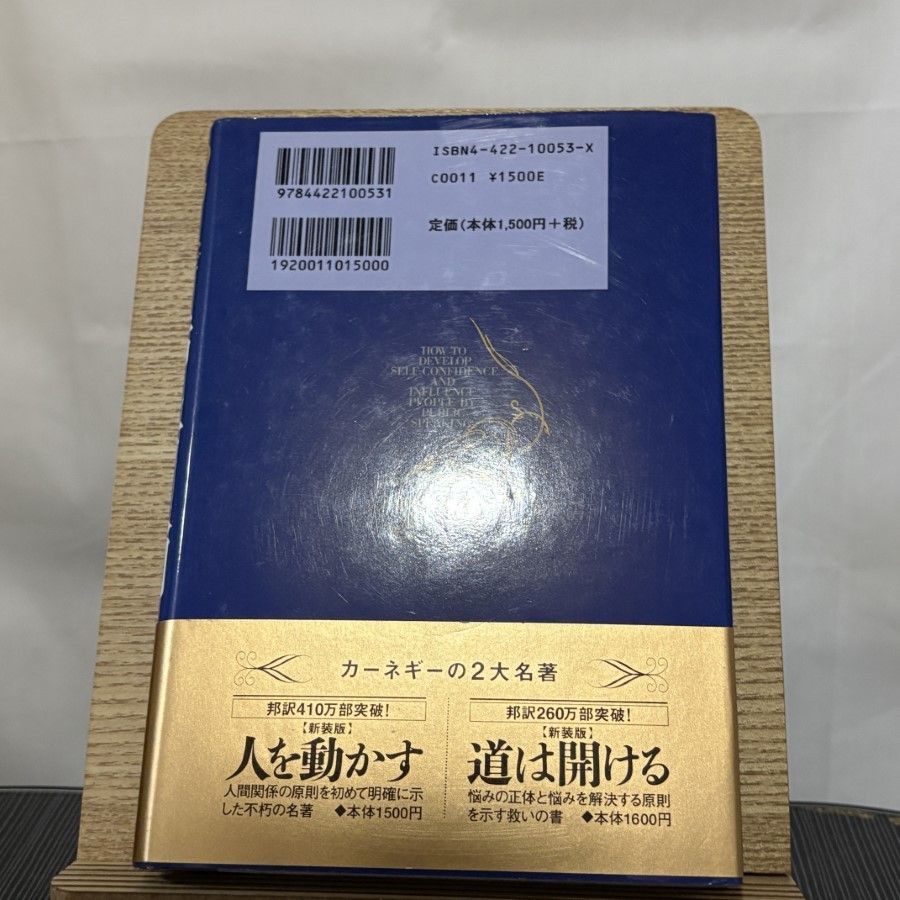 ISBN4-422-10053-X
C0011 ¥1500E
9784422100531
定価(本体1,500円+税)
1920011015000
HOW TO
DEVELOP
SELF-CONFIDENCE
AND
INFLUENCE
PEOPLE BY
PUBLIC
SPEAKING
カーネギーの2大名著
邦訳410万部突破!
【新装版】
人を動かす
人間関係の原則を初めて明確に示
した不朽の名著 ◆本体1500円
邦訳260万部突破!
【新装版】
道は開ける
悩みの正体と悩みを解決する原則
を示す救いの書 ◆本体1600円